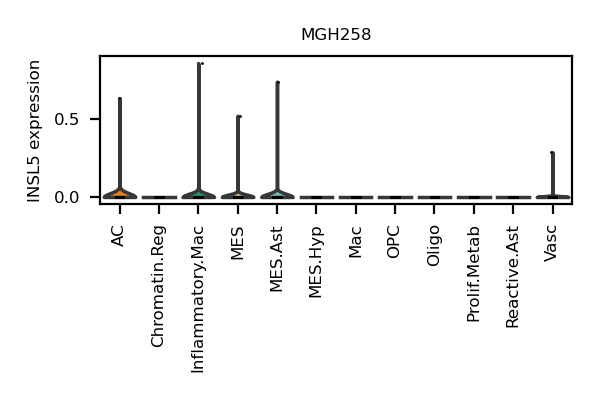 MGH258
INSL5 expression
0.5
0.0
AC
Chromatin.Reg
Inflammatory.Mac
MES
MES.Ast
MES.Hyp
Mac
OPC
Oligo
Prolif.Metab
Reactive.Ast
Vasc